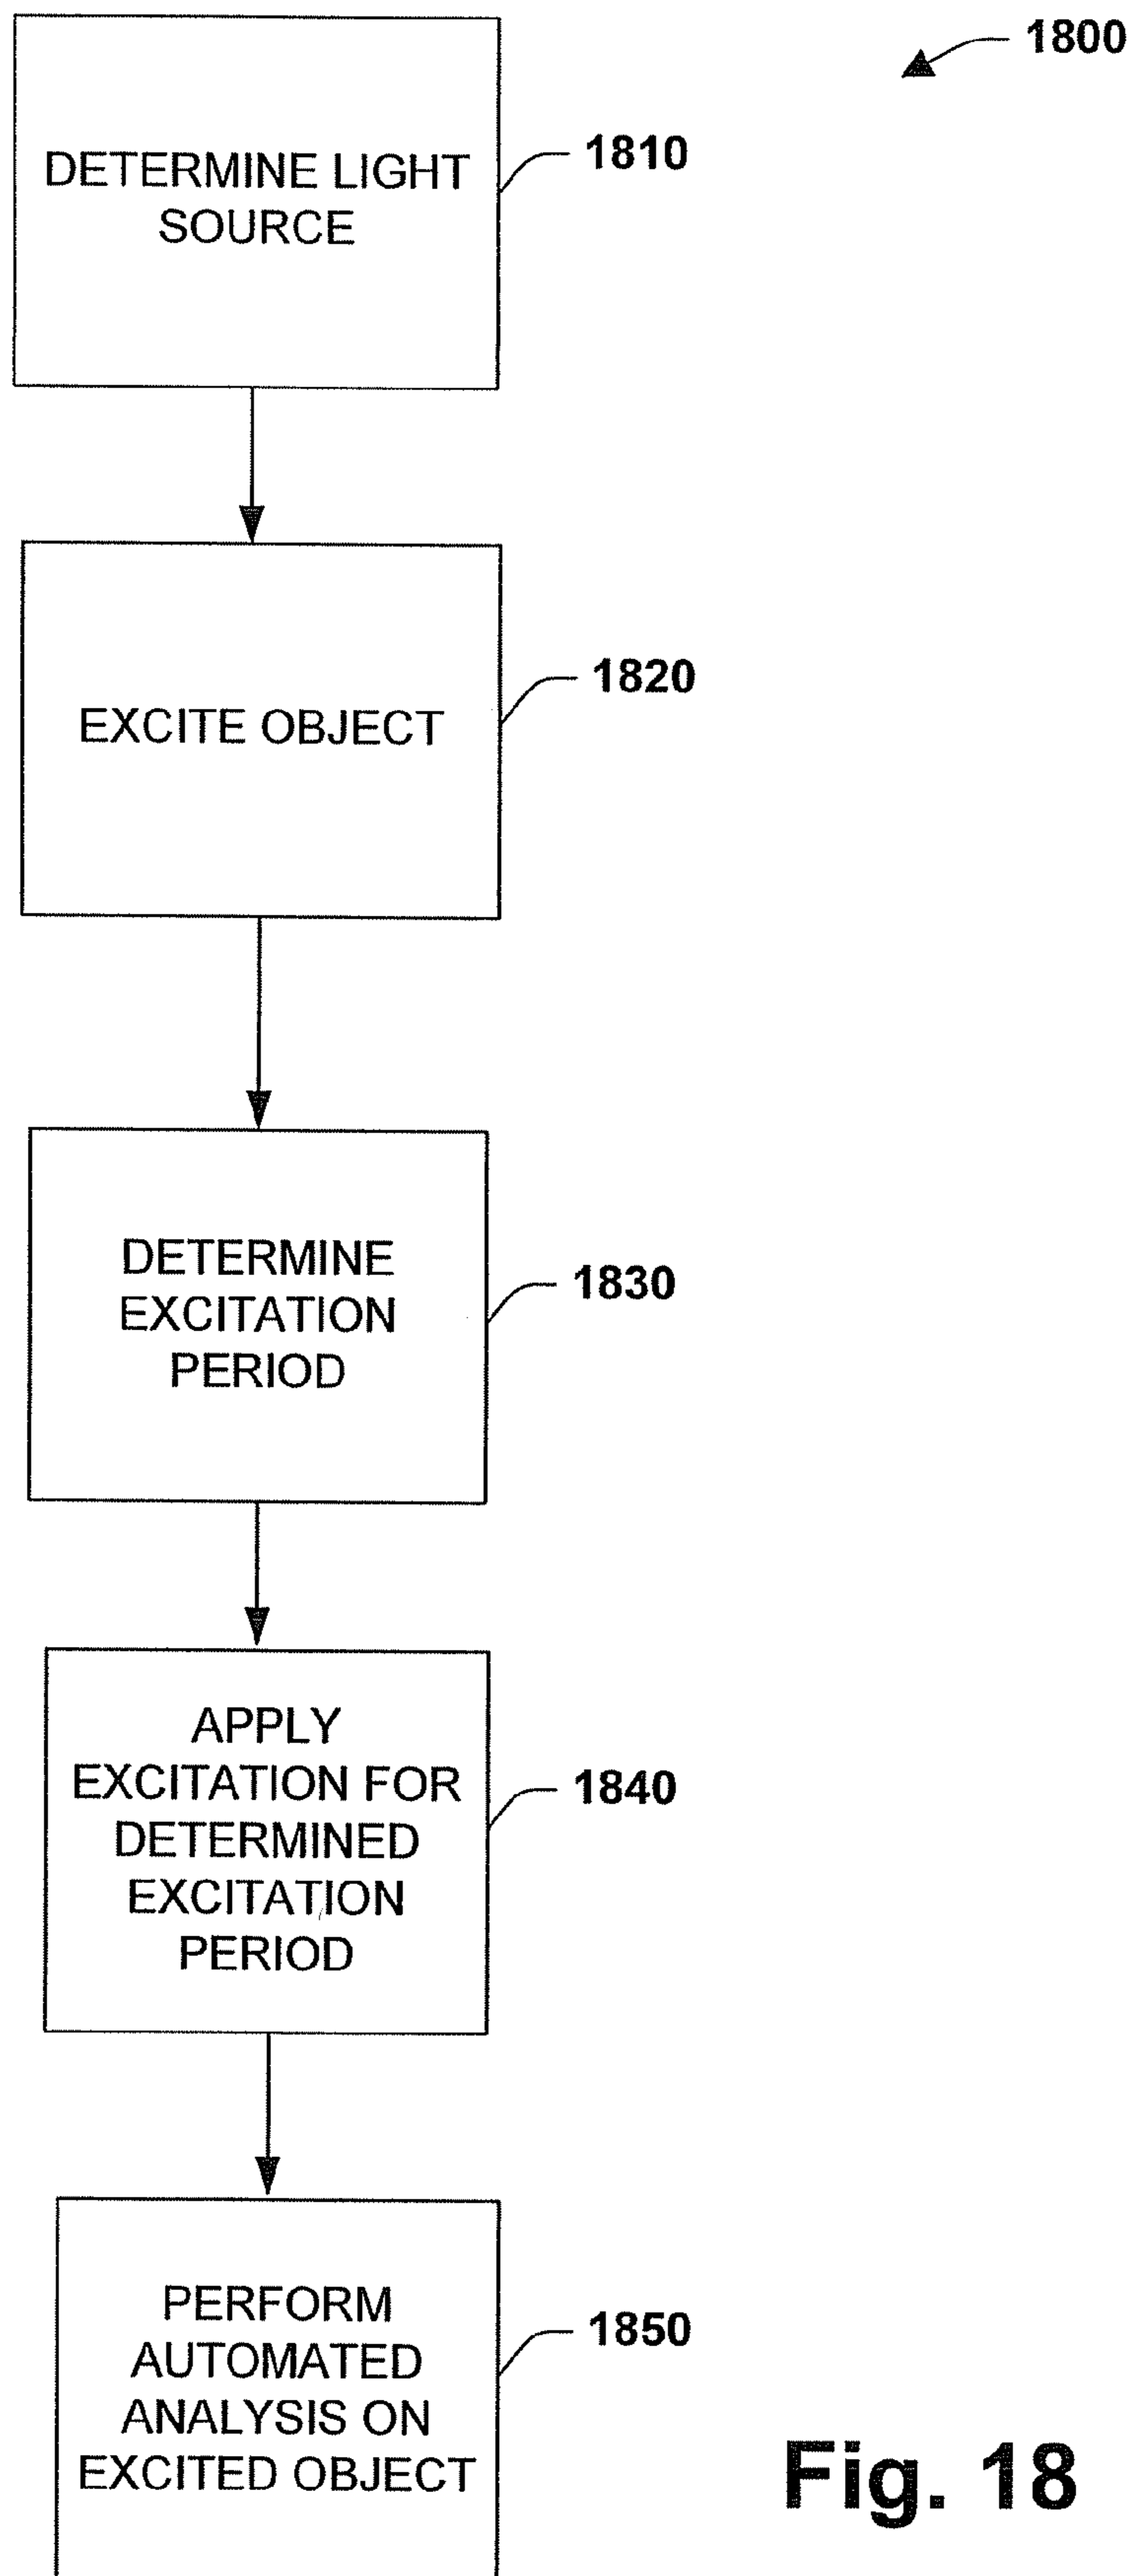 1800
DETERMINE LIGHT
SOURCE
1810
EXCITE OBJECT
1820
DETERMINE
EXCITATION
PERIOD
1830
APPLY
EXCITATION FOR
DETERMINED
EXCITATION
PERIOD
1840
PERFORM
AUTOMATED
ANALYSIS ON
EXCITED OBJECT
1850
Fig. 18